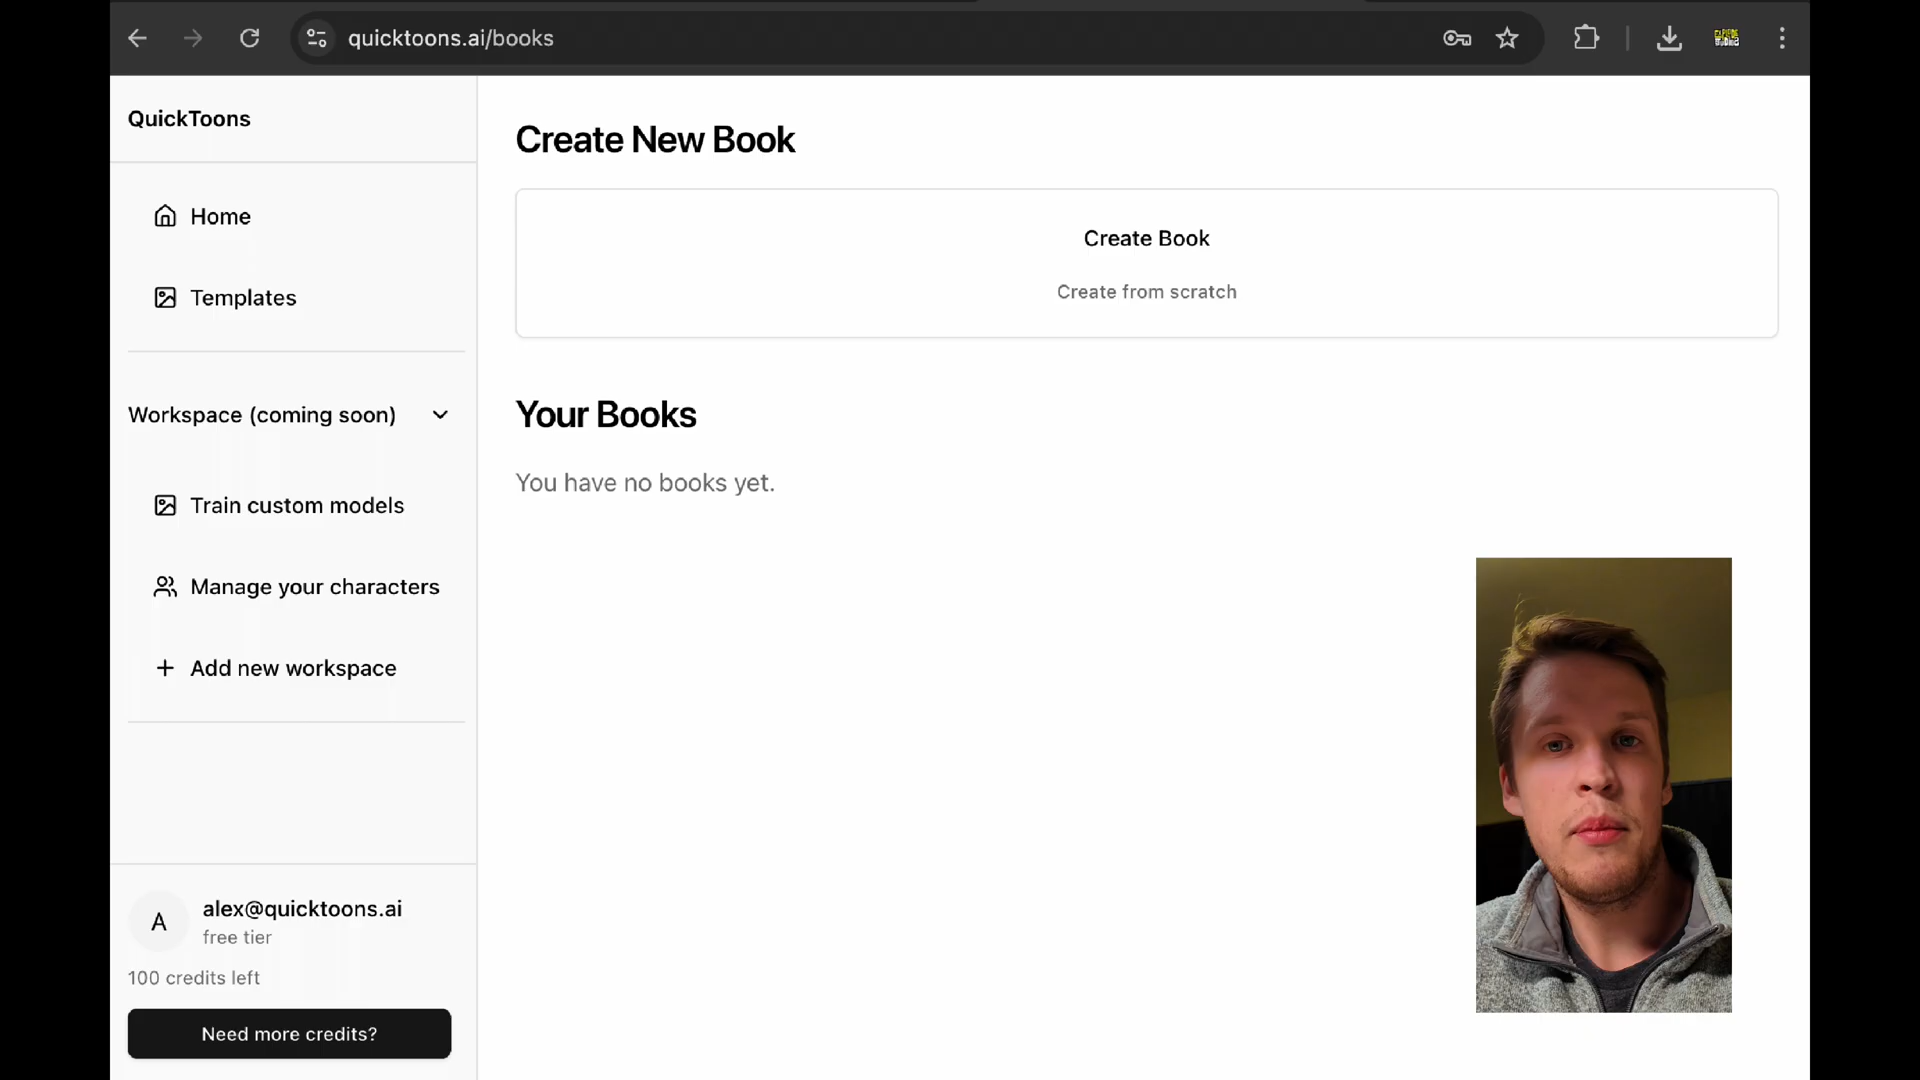 quicktoons.ai/books
QuickToons
Home
Templates
Workspace (coming soon)
Train custom models
Manage your characters
Add new workspace
A
alex@quicktoons.ai
free tier
100 credits left
Need more credits?
Create New Book
Create Book
Create from scratch
Your Books
You have no books yet.